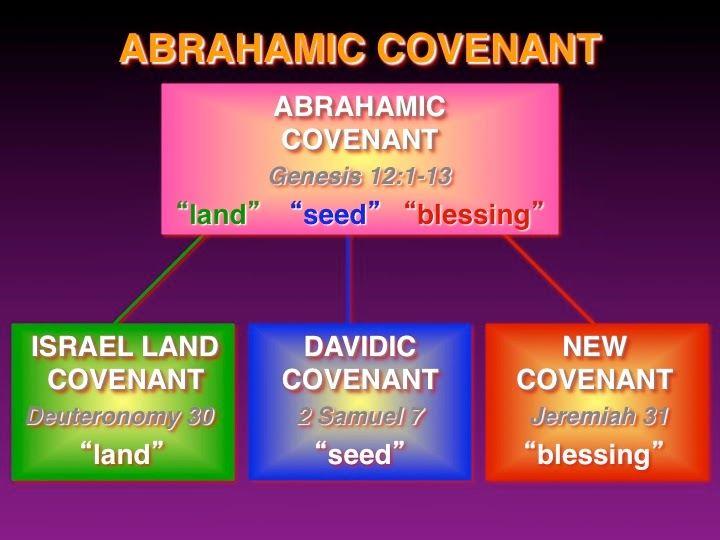 ABRAHAMIC COVENANT
ABRAHAMIC
COVENANT
Genesis 12:1-13
“land” “seed” “blessing”
ISRAEL LAND
COVENANT
Deuteronomy 30
“land”
DAVIDIC
COVENANT
2 Samuel 7
“seed”
NEW
COVENANT
Jeremiah 31
“blessing”